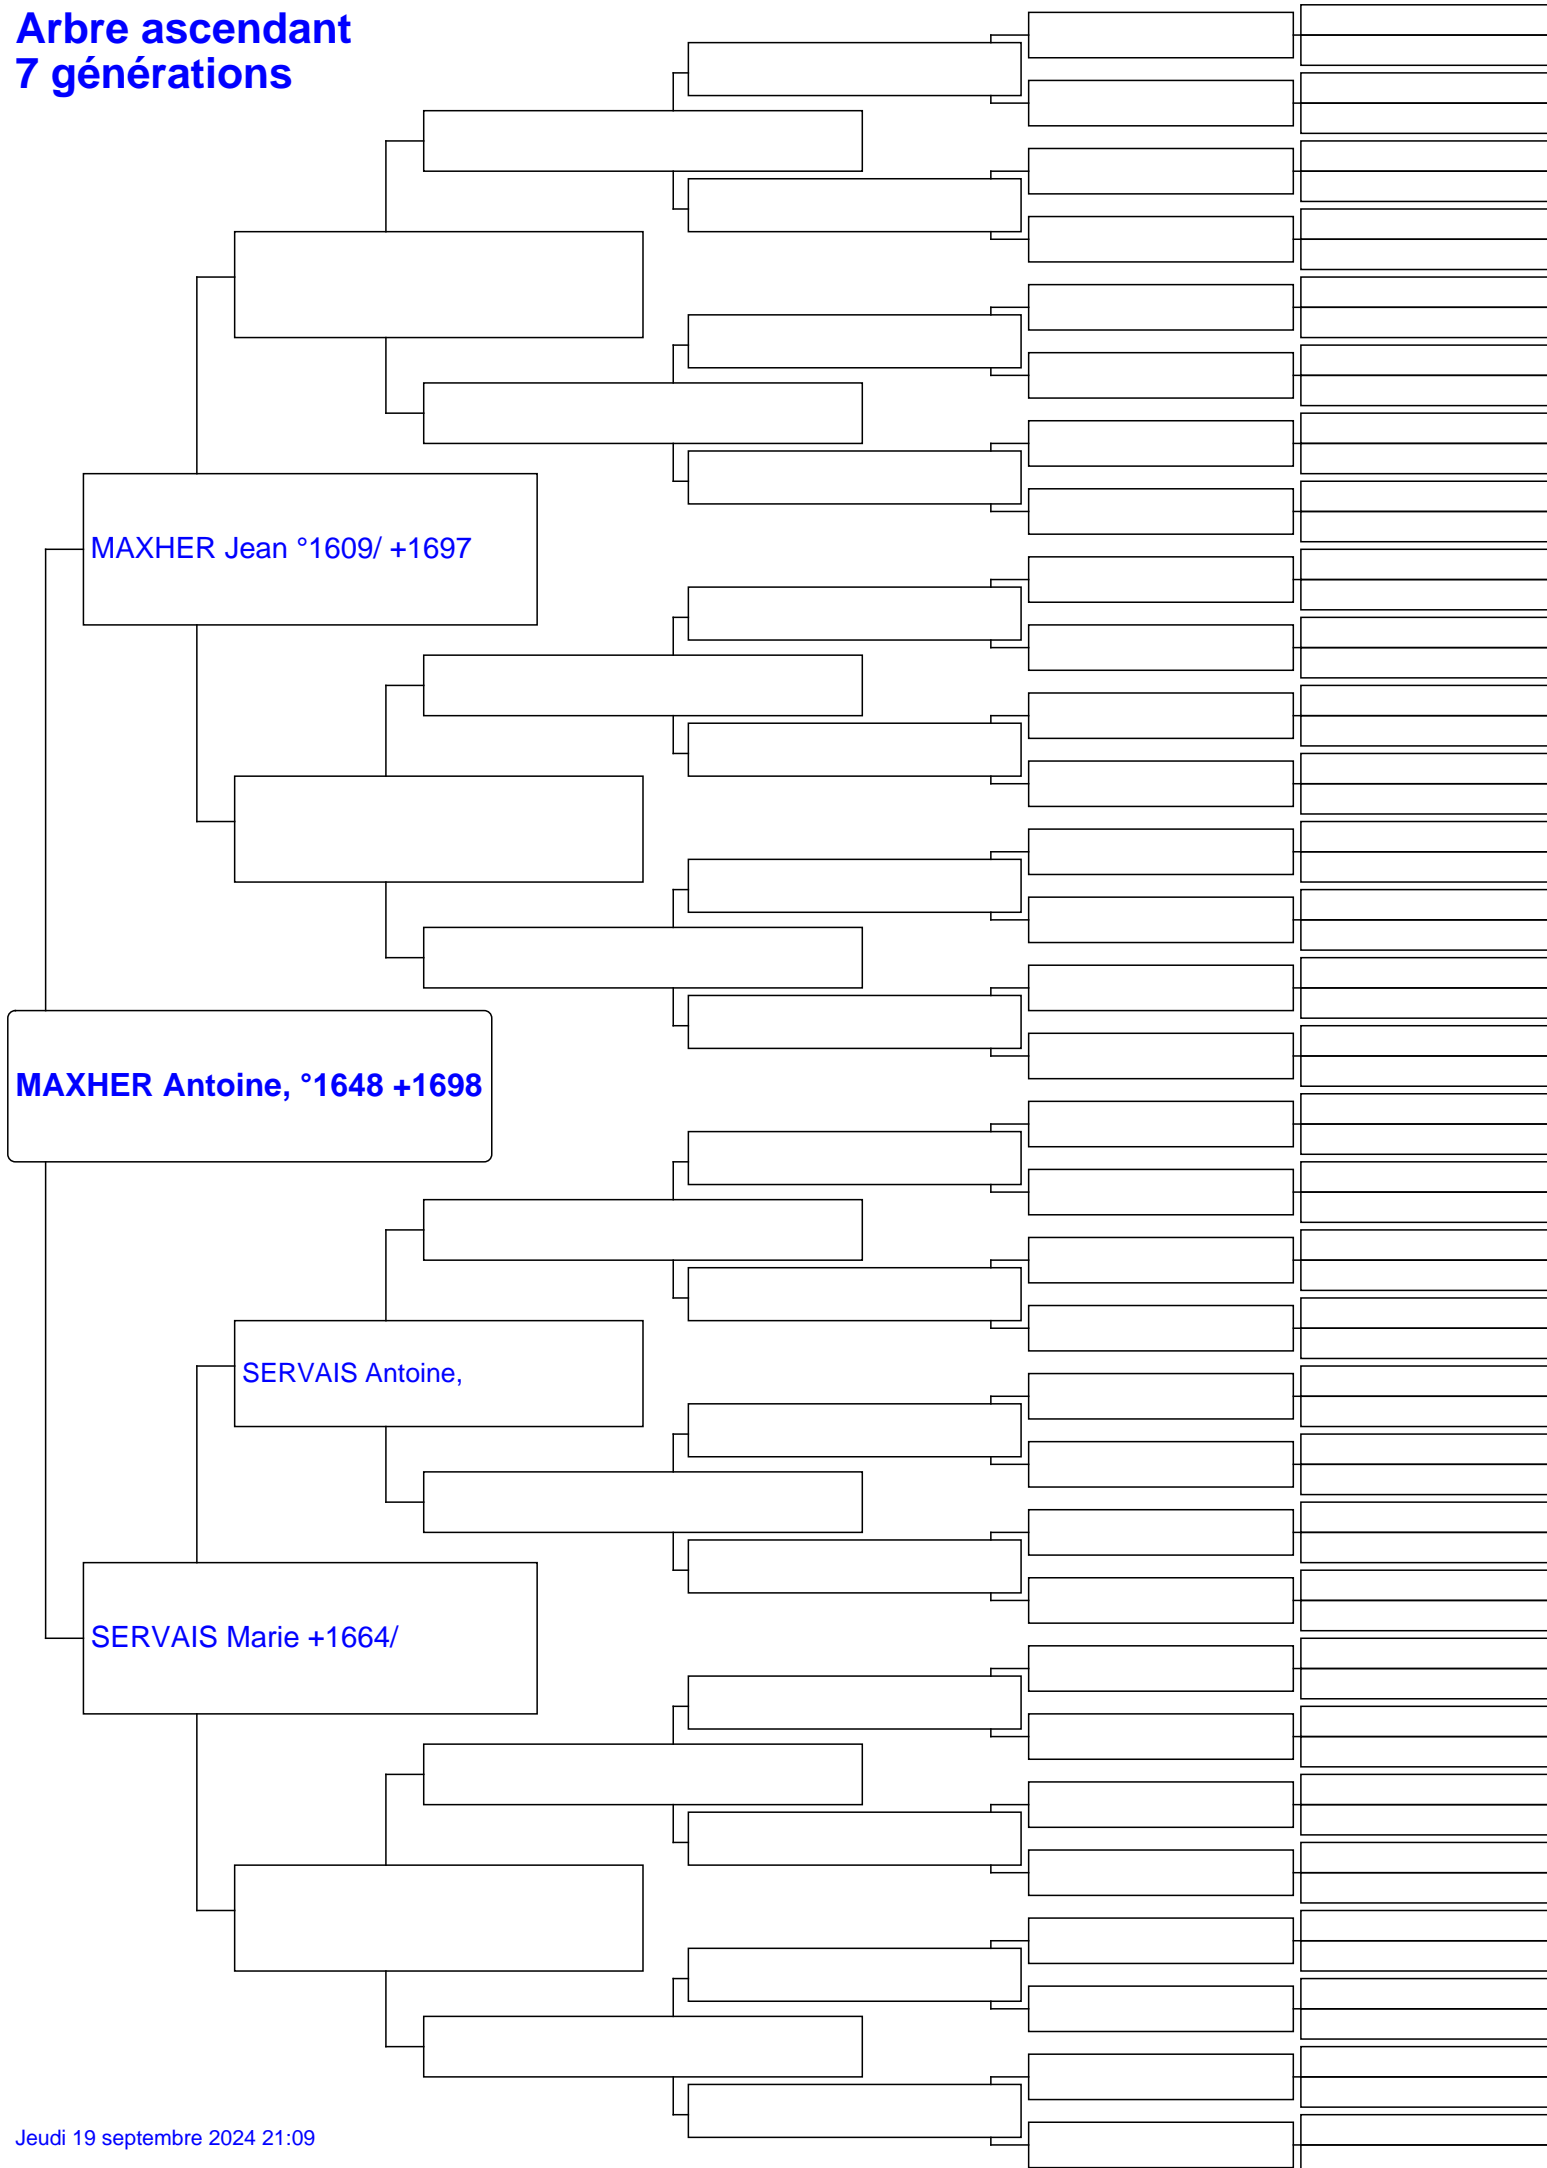 Arbre ascendant
7 générations
MAXHER Jean °1609/ +1697
MAXHER Antoine, °1648 +1698
SERVAIS Antoine,
SERVAIS Marie +1664/
Jeudi 19 septembre 2024 21:09